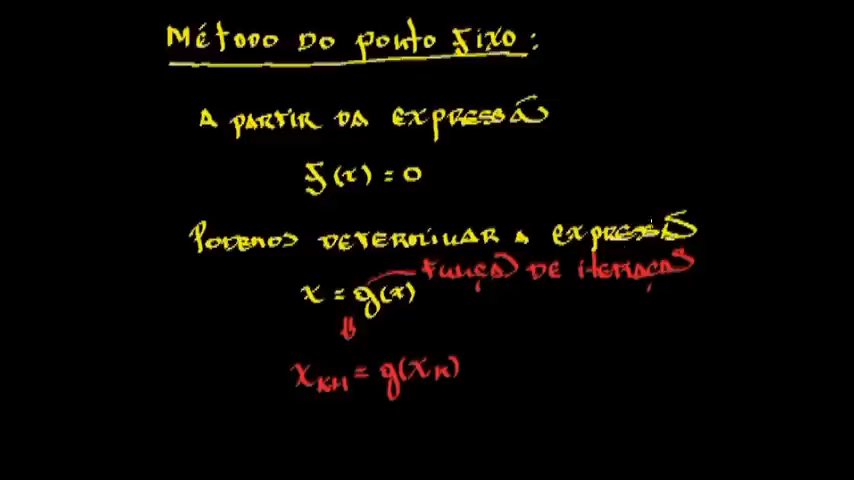 Método do ponto fixo:
A partir da expressão
f(x) = 0
Podemos determinar a expressão
função de iteração
x = g(x)
⇓
x_{k+1} = g(x_k)